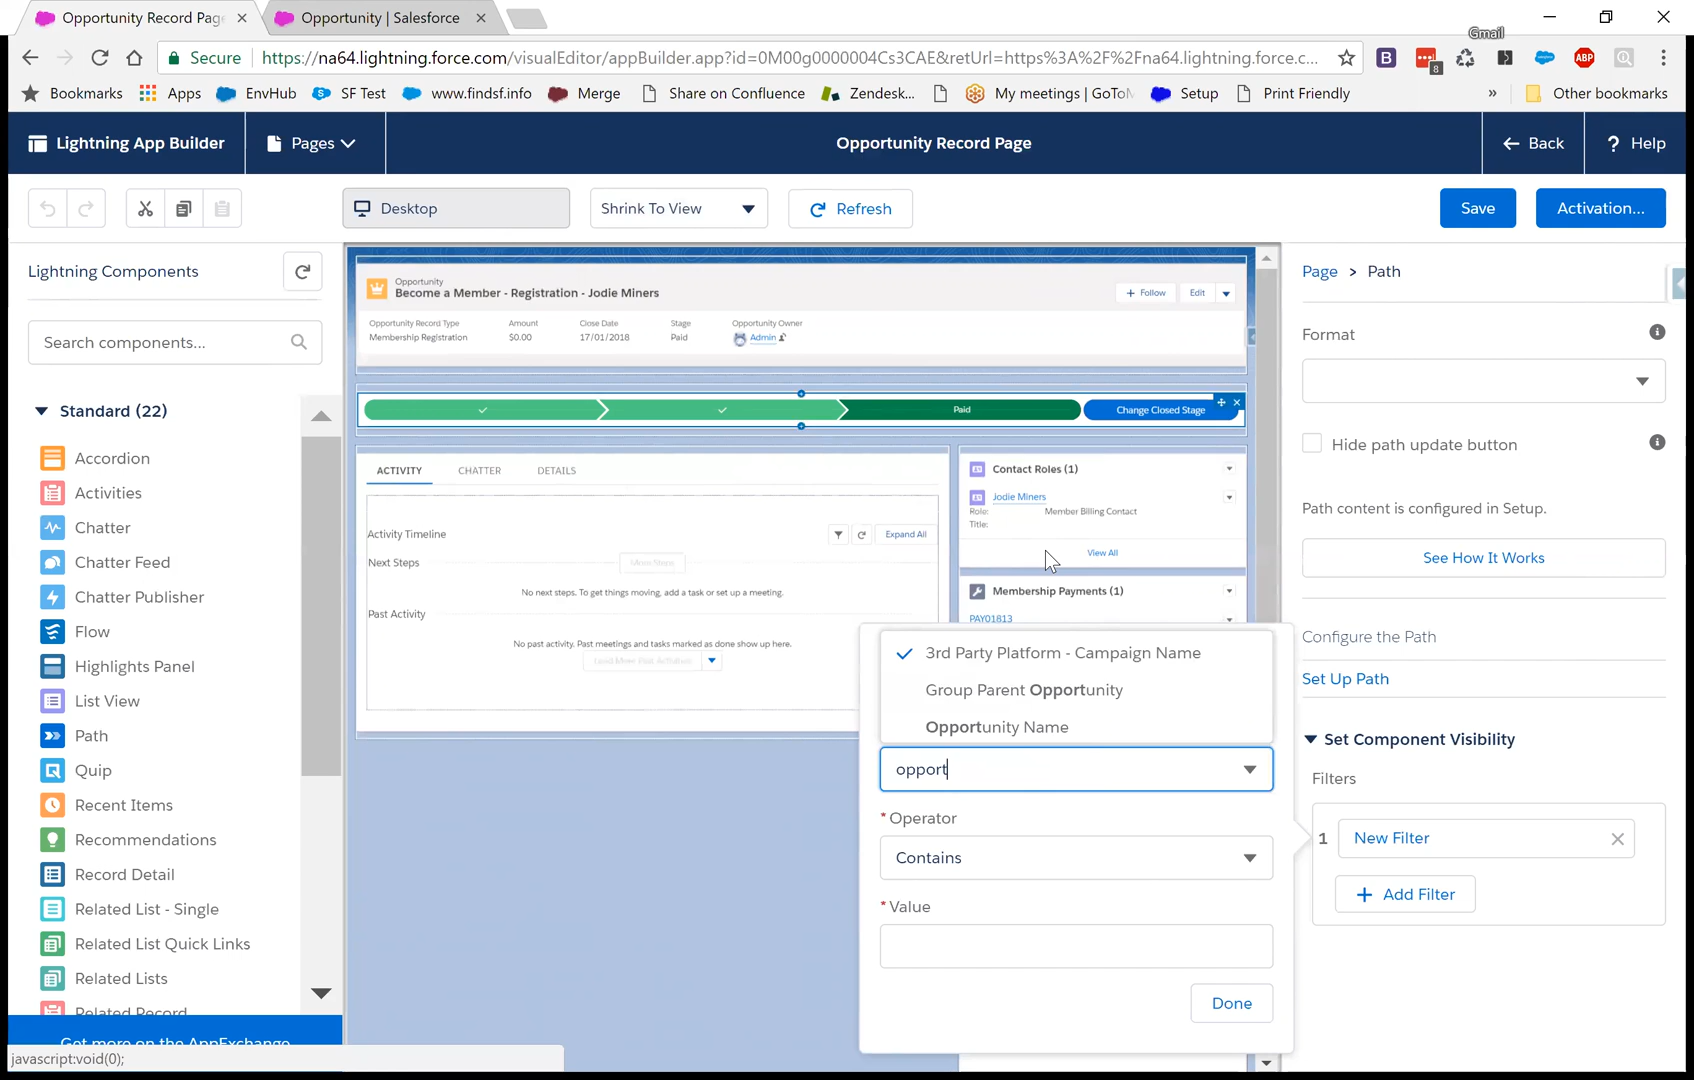 Opportunity Record Pag
Opportunity | Salesforce
Gmail
Secure
https://na64.lightning.force.com/visualEditor/appBuilder.app?id=0M00g0000004Cs3CAE&retUrl=https%3A%2F%2Fna64.lightning.force.c...
8
ABP
Bookmarks
Apps
EnvHub
SF Test
www.findsf.info
Merge
Share on Confluence
Zendesk...
My meetings | GoToM
Setup
Print Friendly
»
Other bookmarks
Lightning App Builder
Pages
Opportunity Record Page
Back
? Help
Desktop
Shrink To View
Refresh
Save
Activation...
Lightning Components
Search components...
Standard (22)
Accordion
Activities
Chatter
Chatter Feed
Chatter Publisher
Flow
Highlights Panel
List View
Path
Quip
Recent Items
Recommendations
Record Detail
Related List - Single
Related List Quick Links
Related Lists
Related Record
Get more on the AppExchange
javascript:void(0);
Opportunity
Become a Member - Registration - Jodie Miners
+ Follow
Edit
Opportunity Record Type
Membership Registration
Amount
$0.00
Close Date
17/01/2018
Stage
Paid
Opportunity Owner
Admin
Paid
Change Closed Stage
ACTIVITY
CHATTER
DETAILS
Activity Timeline
Expand All
Next Steps
More Steps
No next steps. To get things moving, add a task or set up a meeting.
Past Activity
No past activity. Past meetings and tasks marked as done show up here.
Load More Past Activities
Contact Roles (1)
Jodie Miners
Role:
Member Billing Contact
Title:
View All
Membership Payments (1)
PAY01813
3rd Party Platform - Campaign Name
Group Parent Opportunity
Opportunity Name
opport
* Operator
Contains
* Value
Done
Page > Path
Format
Hide path update button
Path content is configured in Setup.
See How It Works
Configure the Path
Set Up Path
Set Component Visibility
Filters
1
New Filter
+ Add Filter